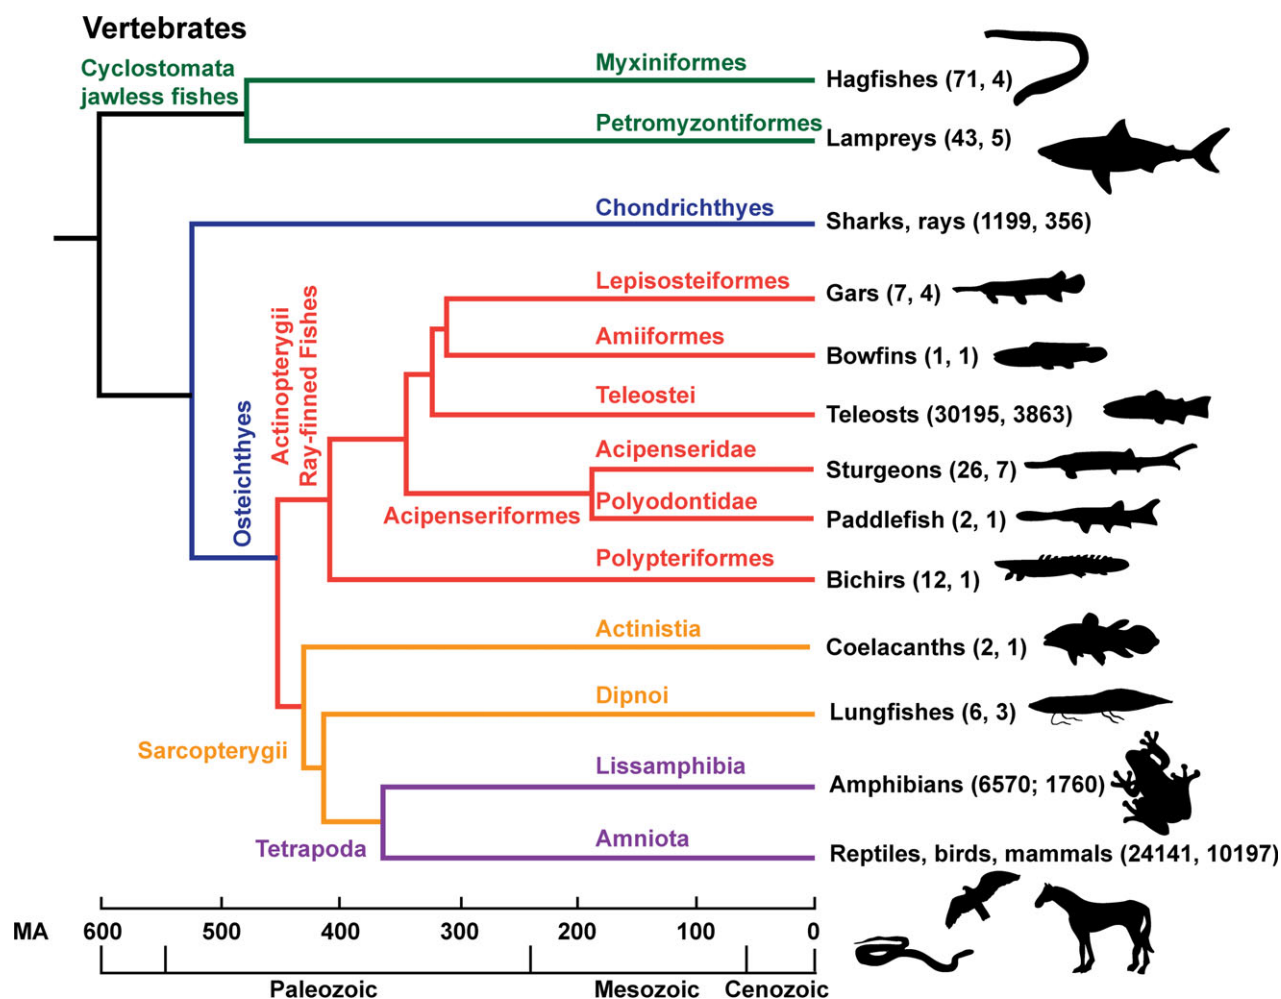 Vertebrates
Cyclostomata
jawless fishes
Myxiniformes
Hagfishes (71, 4)
Petromyzontiformes
Lampreys (43, 5)
Chondrichthyes
Sharks, rays (1199, 356)
Osteichthyes
Actinopterygii
Ray-finned Fishes
Lepisosteiformes
Gars (7, 4)
Amiiformes
Bowfins (1, 1)
Teleostei
Teleosts (30195, 3863)
Acipenseridae
Sturgeons (26, 7)
Acipenseriformes
Polyodontidae
Paddlefish (2, 1)
Polypteriformes
Bichirs (12, 1)
Actinistia
Coelacanths (2, 1)
Dipnoi
Lungfishes (6, 3)
Sarcopterygii
Lissamphibia
Amphibians (6570; 1760)
Tetrapoda
Amniota
Reptiles, birds, mammals (24141, 10197)
MA 600 500 400 300 200 100 0
Paleozoic Mesozoic Cenozoic